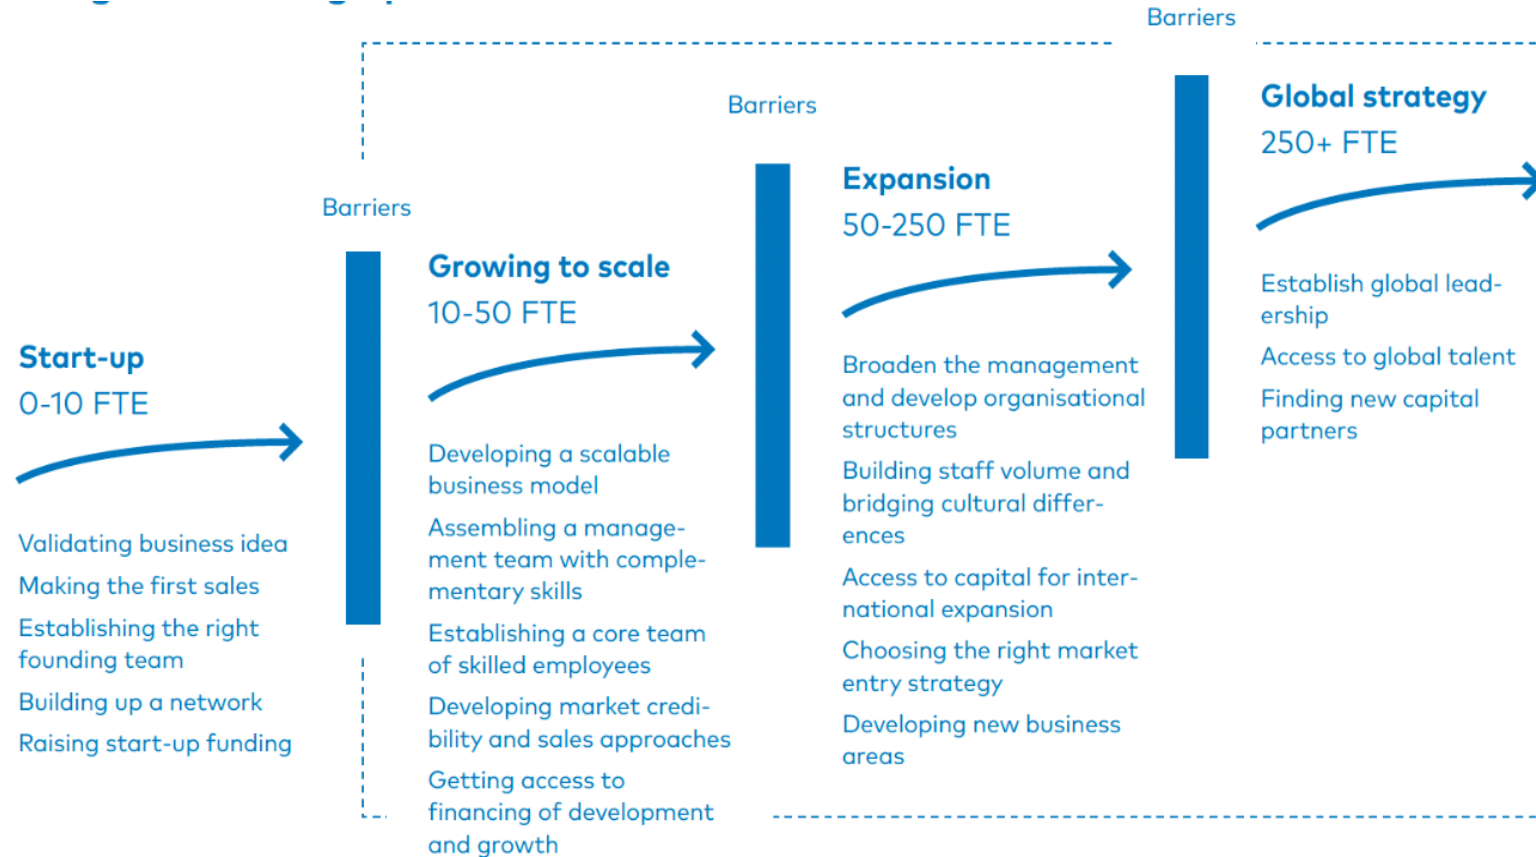 Start-up
0-10 FTE
Validating business idea
Making the first sales
Establishing the right
founding team
Building up a network
Raising start-up funding
Barriers
Growing to scale
10-50 FTE
Developing a scalable
business model
Assembling a manage-
ment team with comple-
mentary skills
Establishing a core team
of skilled employees
Developing market credi-
bility and sales approaches
Getting access to
financing of development
and growth
Barriers
Expansion
50-250 FTE
Broaden the management
and develop organisational
structures
Building staff volume and
bridging cultural differ-
ences
Access to capital for inter-
national expansion
Choosing the right market
entry strategy
Developing new business
areas
Barriers
Global strategy
250+ FTE
Establish global lead-
ership
Access to global talent
Finding new capital
partners